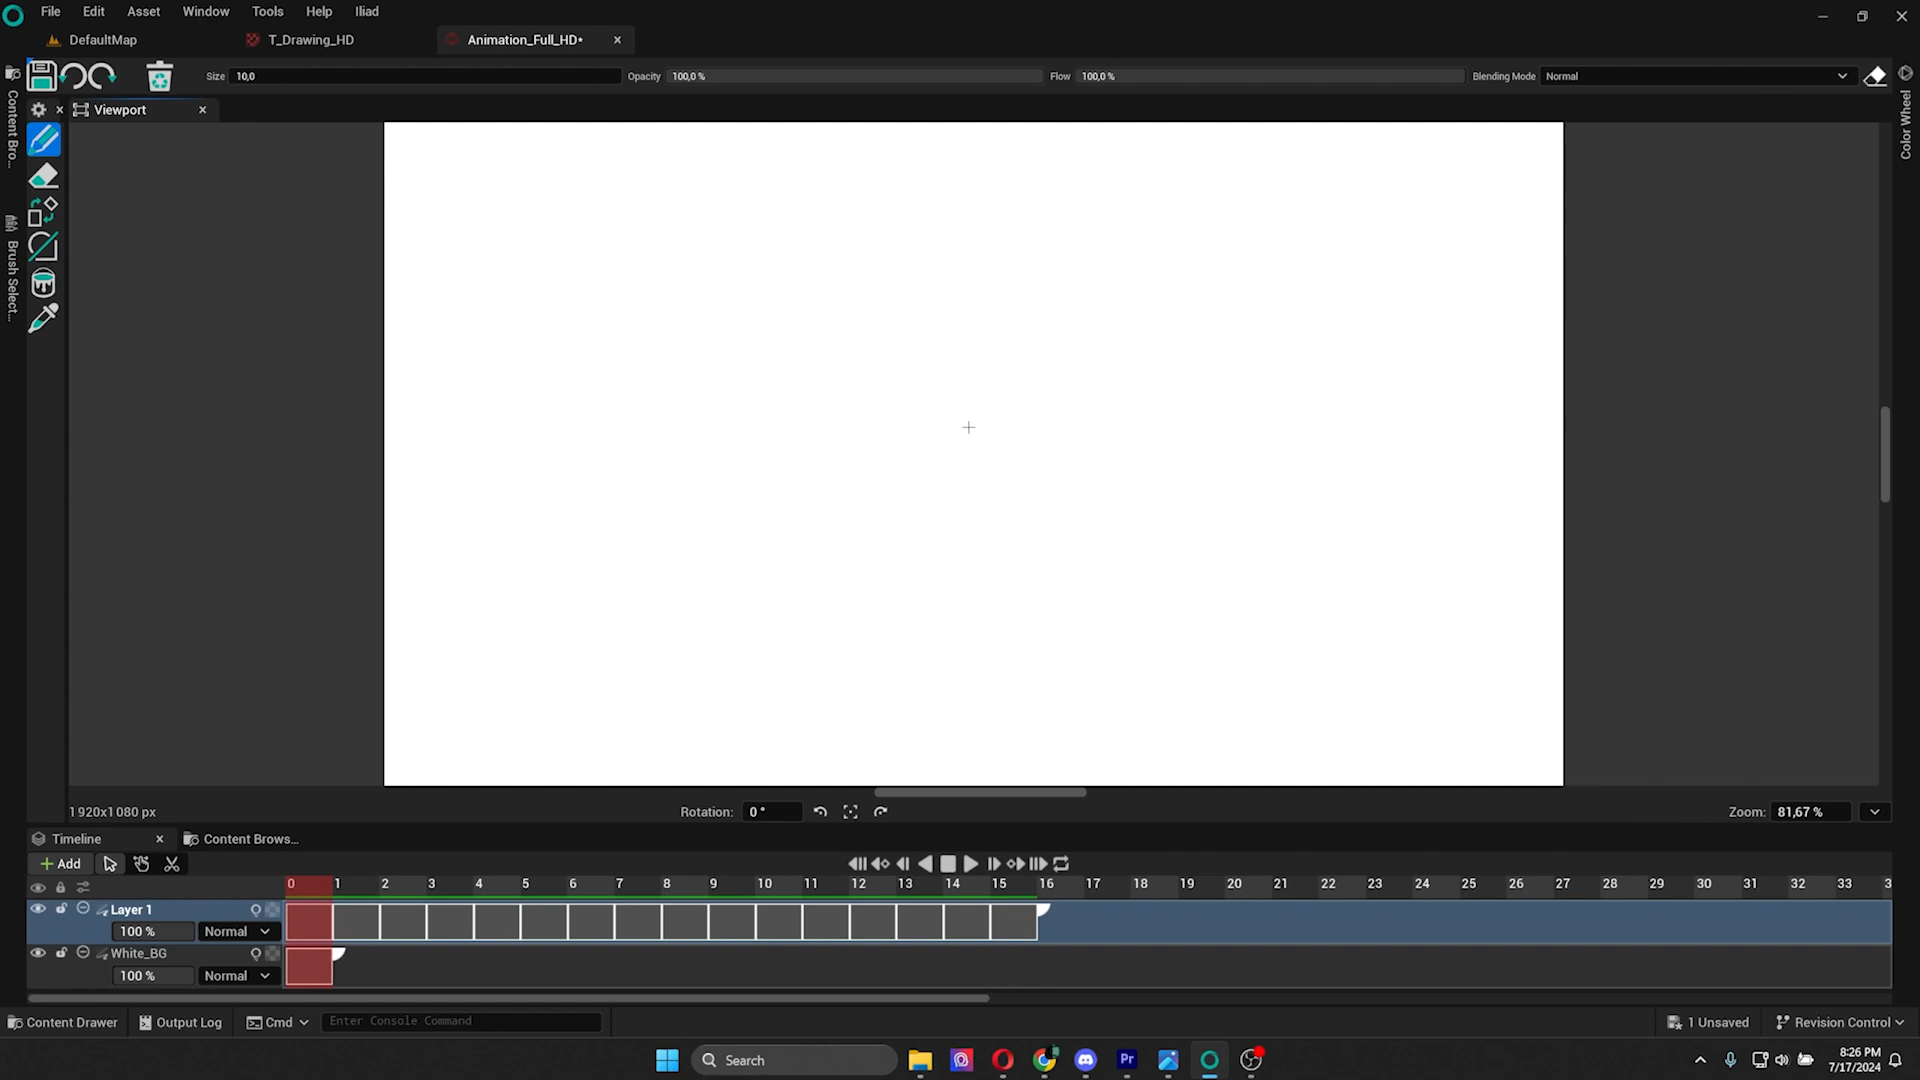 File Edit Asset Window Tools Help Iliad
DefaultMap T_Drawing_HD Animation_Full_HD*
Size 10,0 Opacity 100,0 % Flow 100,0 % Blending Mode Normal
Content Bro...
Brush Select...
Viewport
Color Wheel
1920x1080 px Rotation: 0 ° Zoom: 81,67 %
Timeline Content Brows...
Add
0 1 2 3 4 5 6 7 8 9 10 11 12 13 14 15 16 17 18 19 20 21 22 23 24 25 26 27 28 29 30 31 32 33 3
Layer 1
100 % Normal
White_BG
100 % Normal
Content Drawer Output Log Cmd Enter Console Command 1 Unsaved Revision Control
Search Pr 8:26 PM
7/17/2024